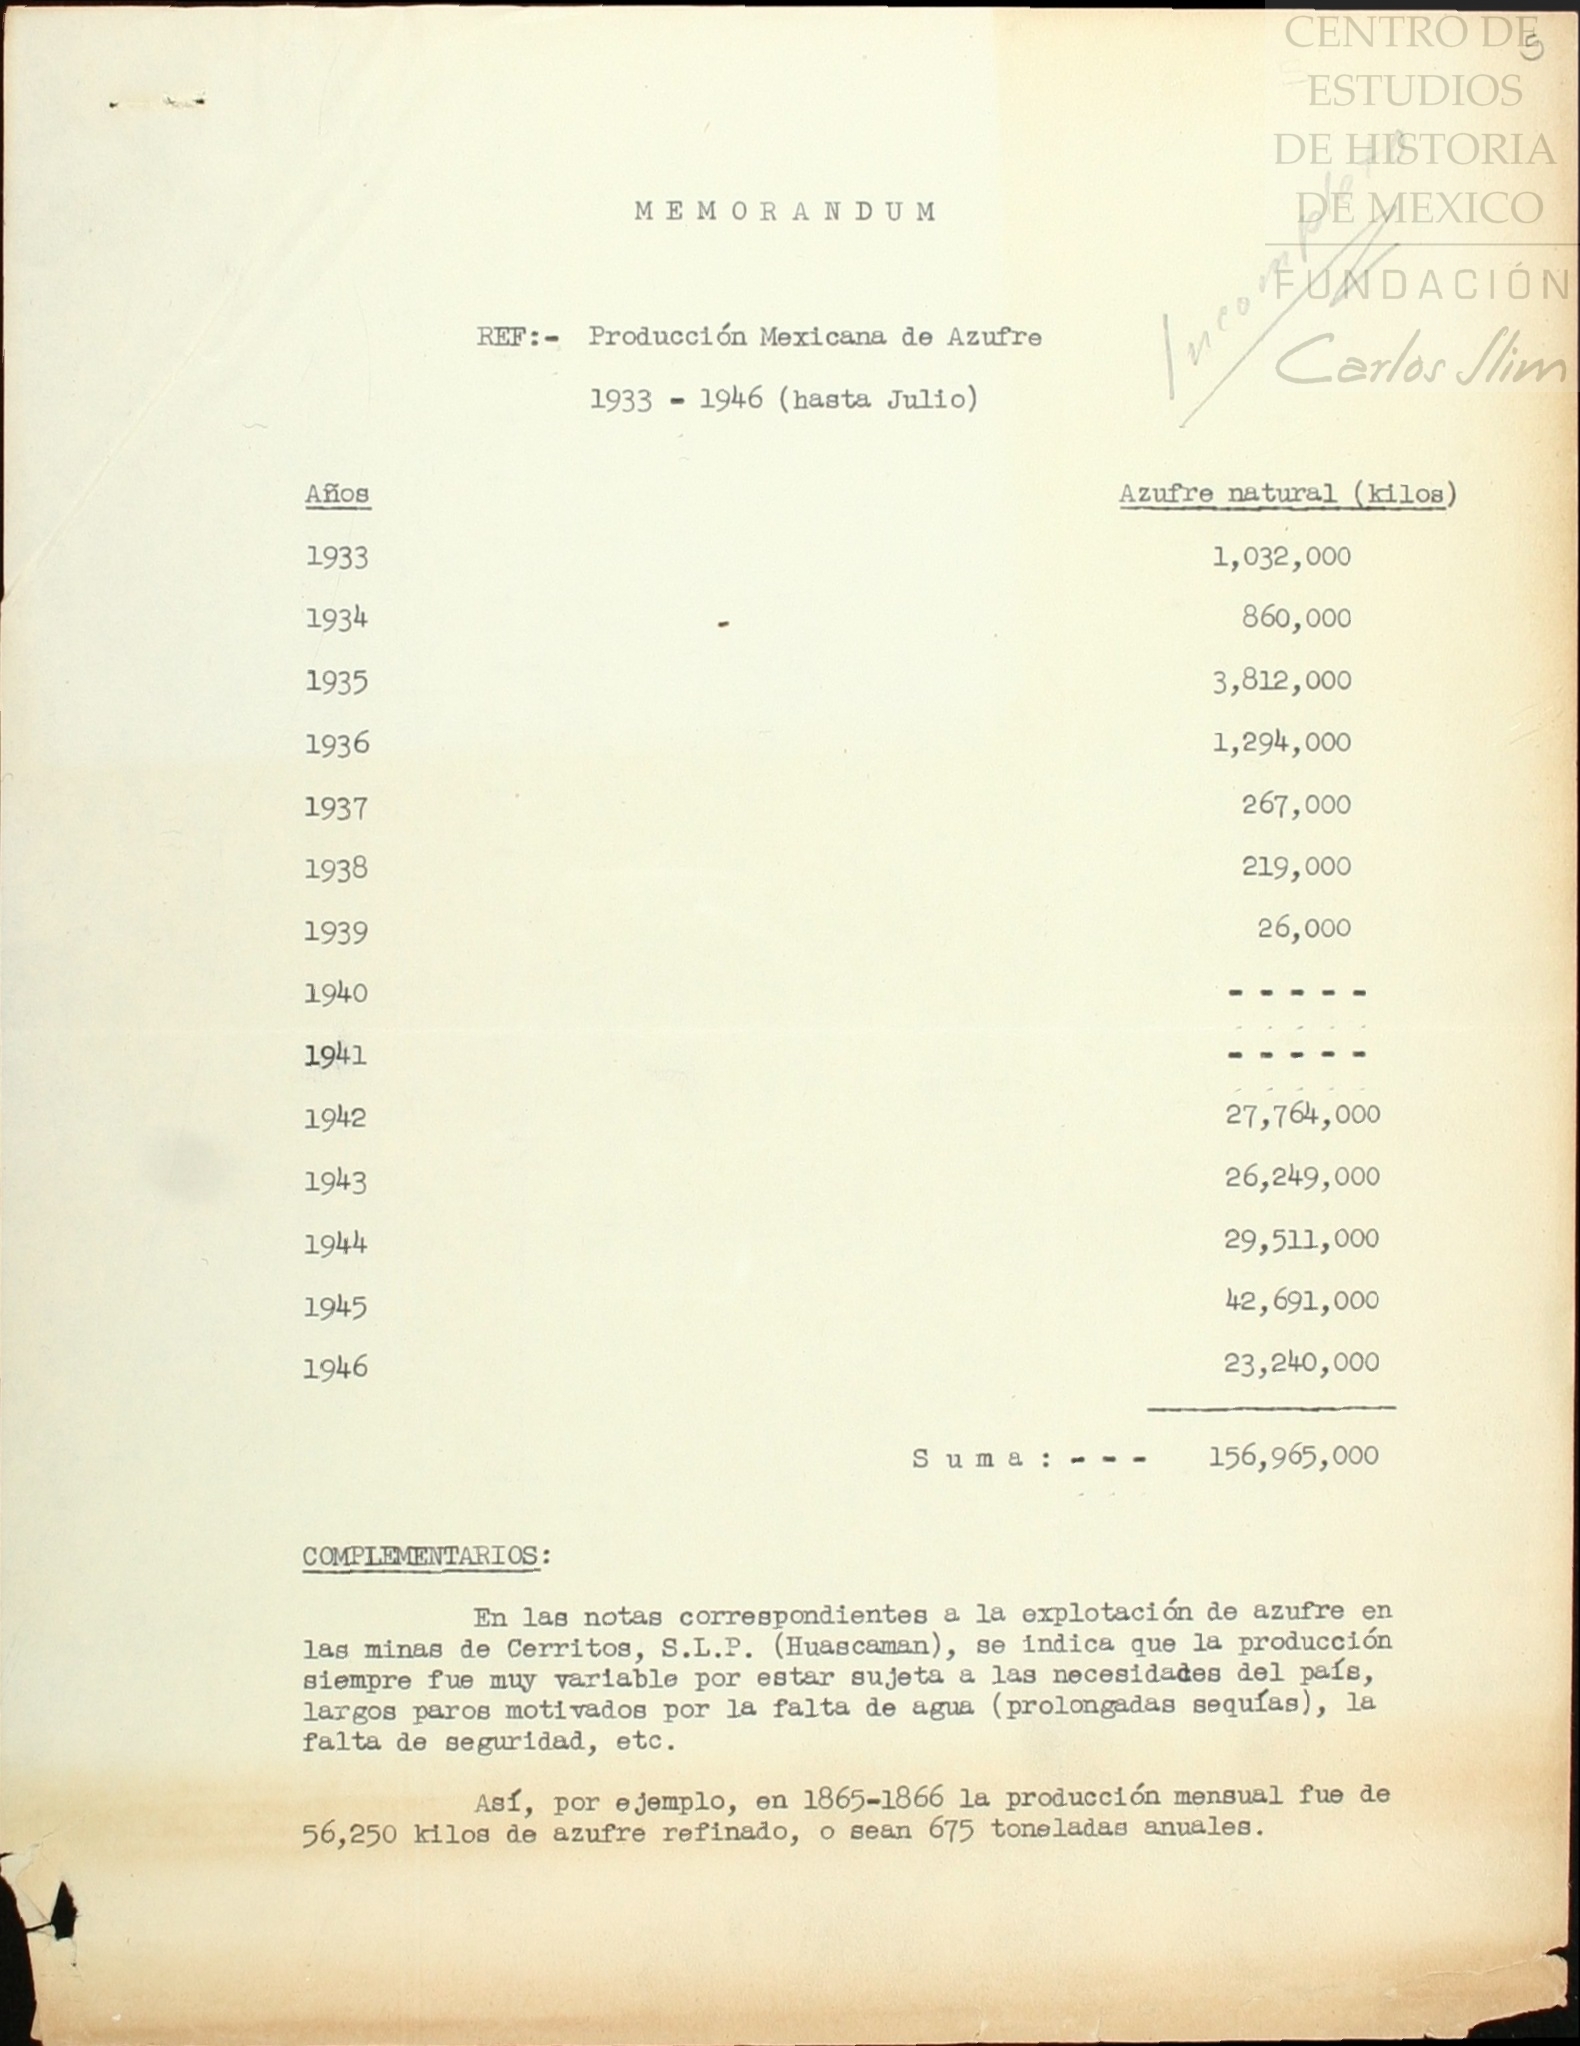 CENTRO DE
ESTUDIOS
DE HISTORIA
DE MEXICO
FUNDACIÓN
Carlos Slim
5
Incompleto
MEMORANDUM
REF:- Producción Mexicana de Azufre
1933 - 1946 (hasta Julio)
Años Azufre natural (kilos)
1933 1,032,000
1934 860,000
1935 3,812,000
1936 1,294,000
1937 267,000
1938 219,000
1939 26,000
1940 - - - - -
1941 - - - - -
1942 27,764,000
1943 26,249,000
1944 29,511,000
1945 42,691,000
1946 23,240,000
Suma:- - - 156,965,000
COMPLEMENTARIOS:
En las notas correspondientes a la explotación de azufre en
las minas de Cerritos, S.L.P. (Huascaman), se indica que la producción
siempre fue muy variable por estar sujeta a las necesidades del país,
largos paros motivados por la falta de agua (prolongadas sequías), la
falta de seguridad, etc.
Así, por ejemplo, en 1865-1866 la producción mensual fue de
56,250 kilos de azufre refinado, o sean 675 toneladas anuales.